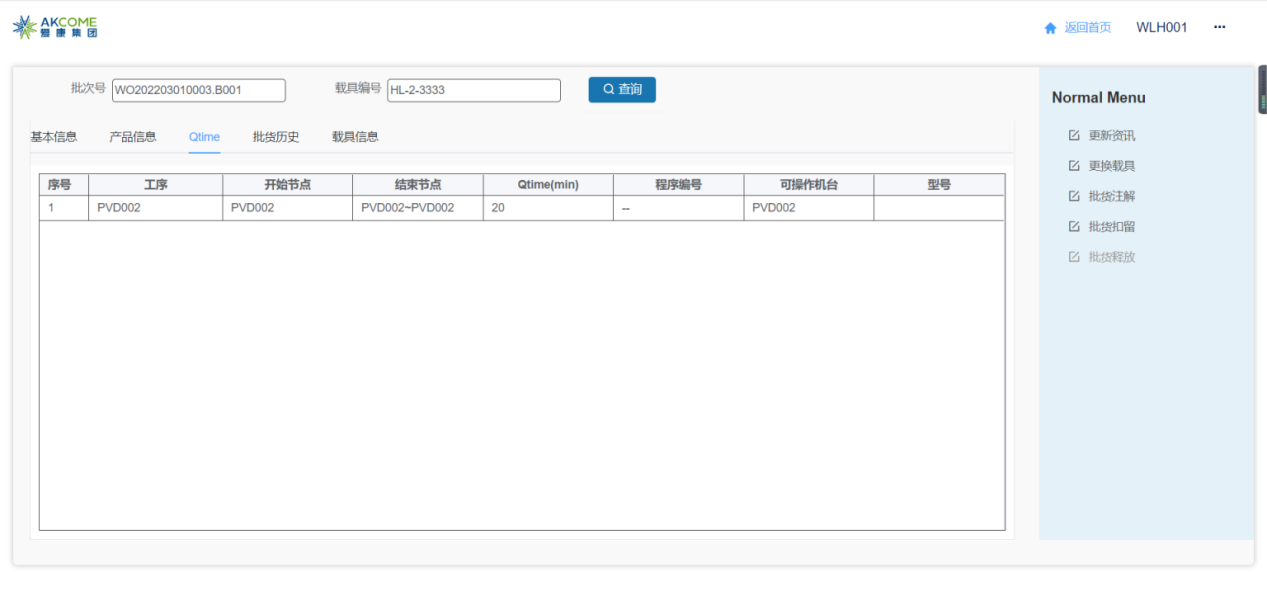 AKCOME
爱康集团
返回首页 WLH001 ···
批次号 WO202203010003.B001 载具编号 HL-2-3333 查询
基本信息 产品信息 Qtime 批货历史 载具信息
序号 工序 开始节点 结束节点 Qtime(min) 程序编号 可操作机台 型号
1 PVD002 PVD002 PVD002~PVD002 20 -- PVD002
Normal Menu
更新资讯
更换载具
批货注解
批货扣留
批货释放